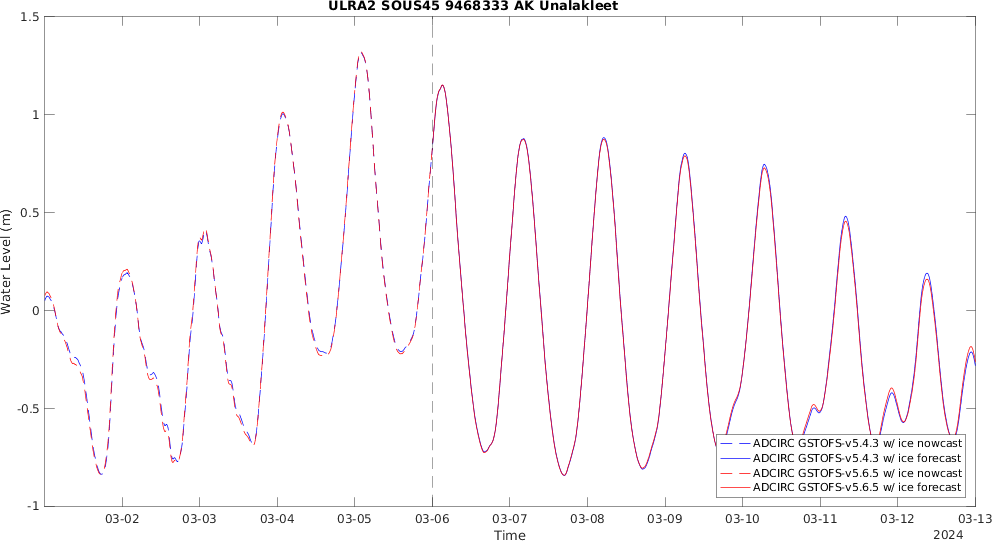 ULRA2 SOUS45 9468333 AK Unalakleet
Water Level (m)
1.5
1
0.5
0
-0.5
-1
ADCIRC GSTOFS-v5.4.3 w/ ice nowcast
ADCIRC GSTOFS-v5.4.3 w/ ice forecast
ADCIRC GSTOFS-v5.6.5 w/ ice nowcast
ADCIRC GSTOFS-v5.6.5 w/ ice forecast
03-02 03-03 03-04 03-05 03-06 03-07 03-08 03-09 03-10 03-11 03-12 03-13
Time
2024